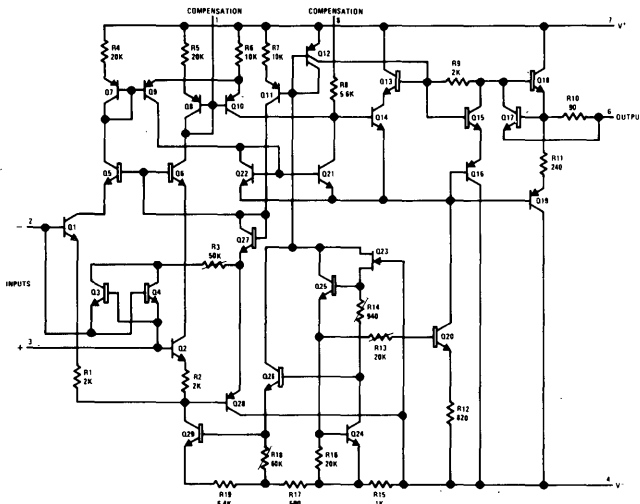 COMPENSATION
COMPENSATION
1
8
7 V+
R4
20K
R5
20K
R6
10K
R7
10K
Q12
R8
5.6K
Q13
R9
2K
Q18
Q7
Q9
Q8
Q10
Q11
Q14
Q15
Q17
R10
90
6
OUTPUT
Q5
Q6
Q22
Q21
Q16
R11
240
Q19
2
Q1
R3
50K
Q27
Q23
INPUTS
Q3
Q4
Q25
R14
940
3
+
Q2
R13
20K
Q20
R1
2K
R2
2K
Q26
Q28
R12
620
Q29
R18
60K
R16
20K
Q24
R19
R17
R15
1K
4